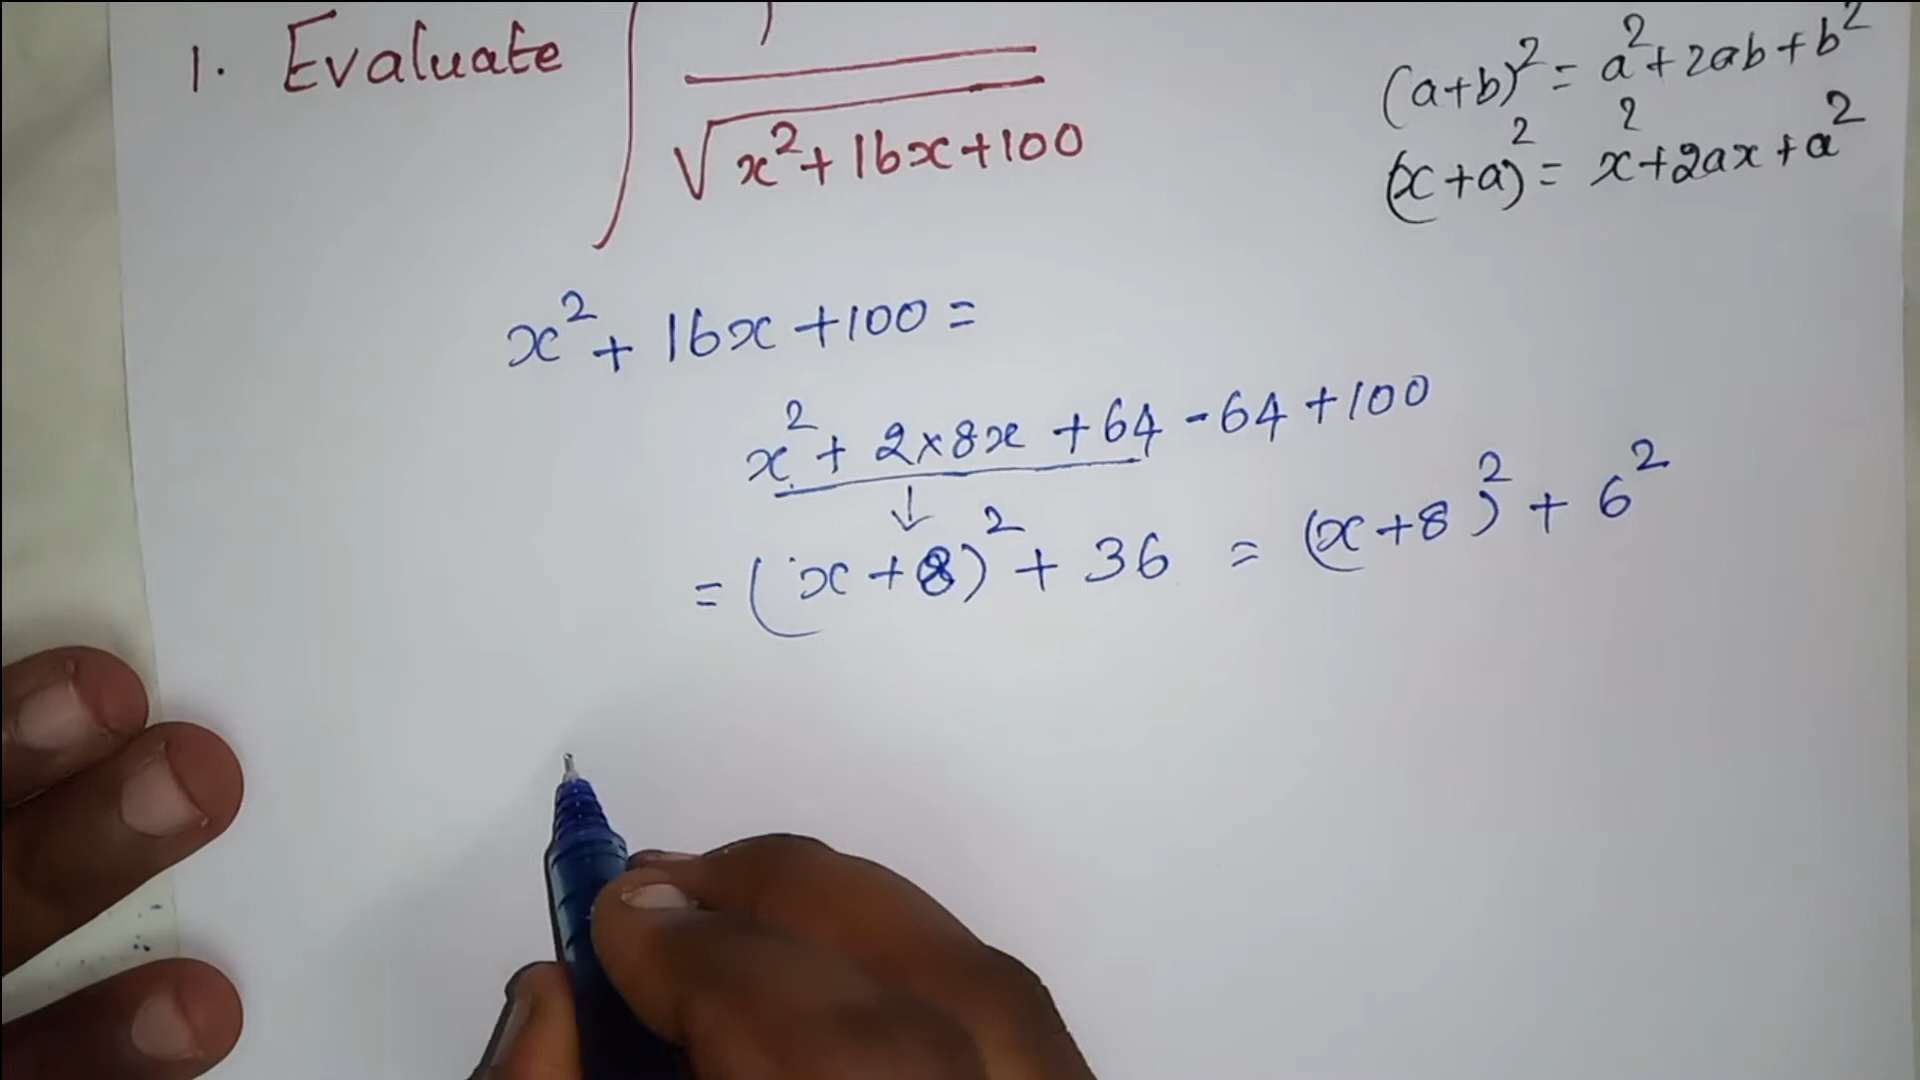 1. Evaluate ∫ 1 / √x²+16x+100
(a+b)² = a²+2ab+b²
(x+a)² = x²+2ax+a²
x² + 16x +100 =
x² + 2×8x +64 -64 +100
↓
= (x+8)² + 36 = (x+8)² + 6²